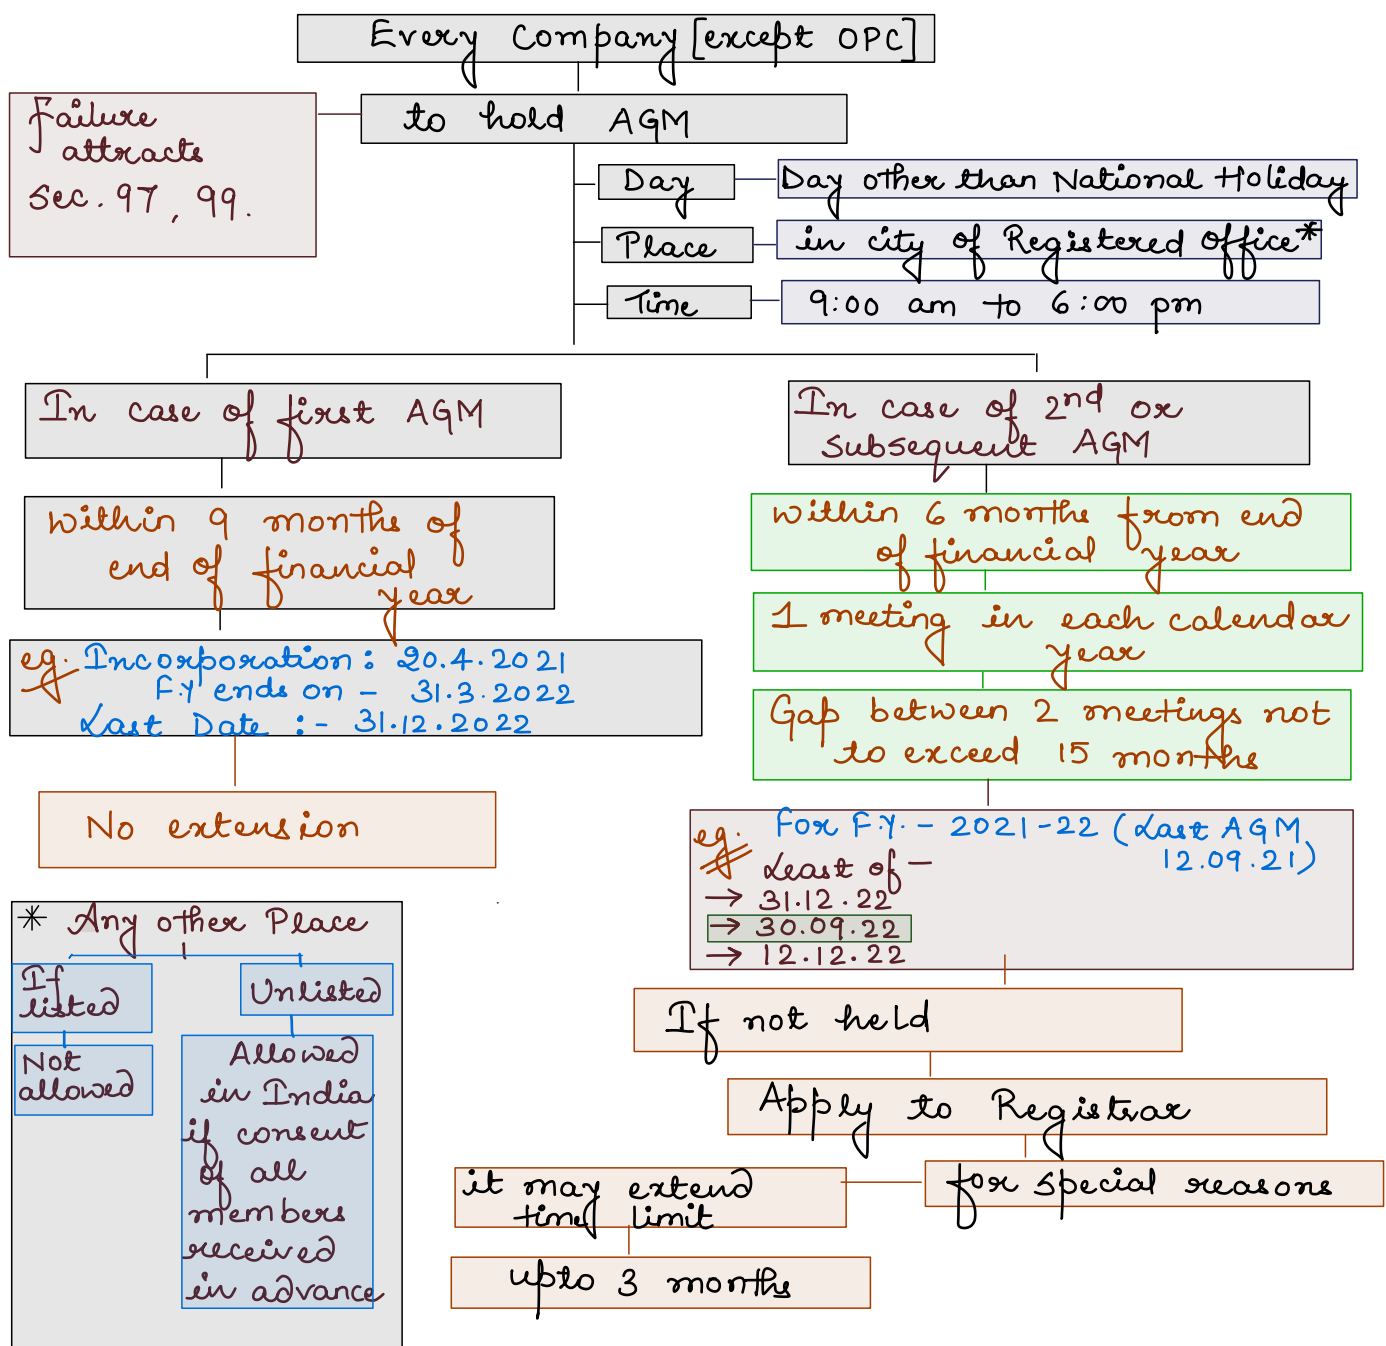 Every Company [except OPC]
to hold AGM
Failure
attracts
Sec. 97, 99.
Day
Day other than National Holiday
Place
in city of Registered Office*
Time
9:00 am to 6:00 pm
In case of first AGM
within 9 months of
end of financial
year
eg. Incorporation: 20.4.2021
F.Y ends on - 31.3.2022
Last Date :- 31.12.2022
No extension
In case of 2nd or
subsequent AGM
within 6 months from end
of financial year
1 meeting in each calendar
year
Gap between 2 meetings not
to exceed 15 months
eg. For F.Y. - 2021-22 (Last AGM
12.09.21)
Least of -
→ 31.12.22
→ 30.09.22
→ 12.12.22
If not held
Apply to Registrar
for special reasons
it may extend
time limit
upto 3 months
* Any other Place
If
listed
Not
allowed
Unlisted
Allowed
in India
if consent
of all
members
received
in advance